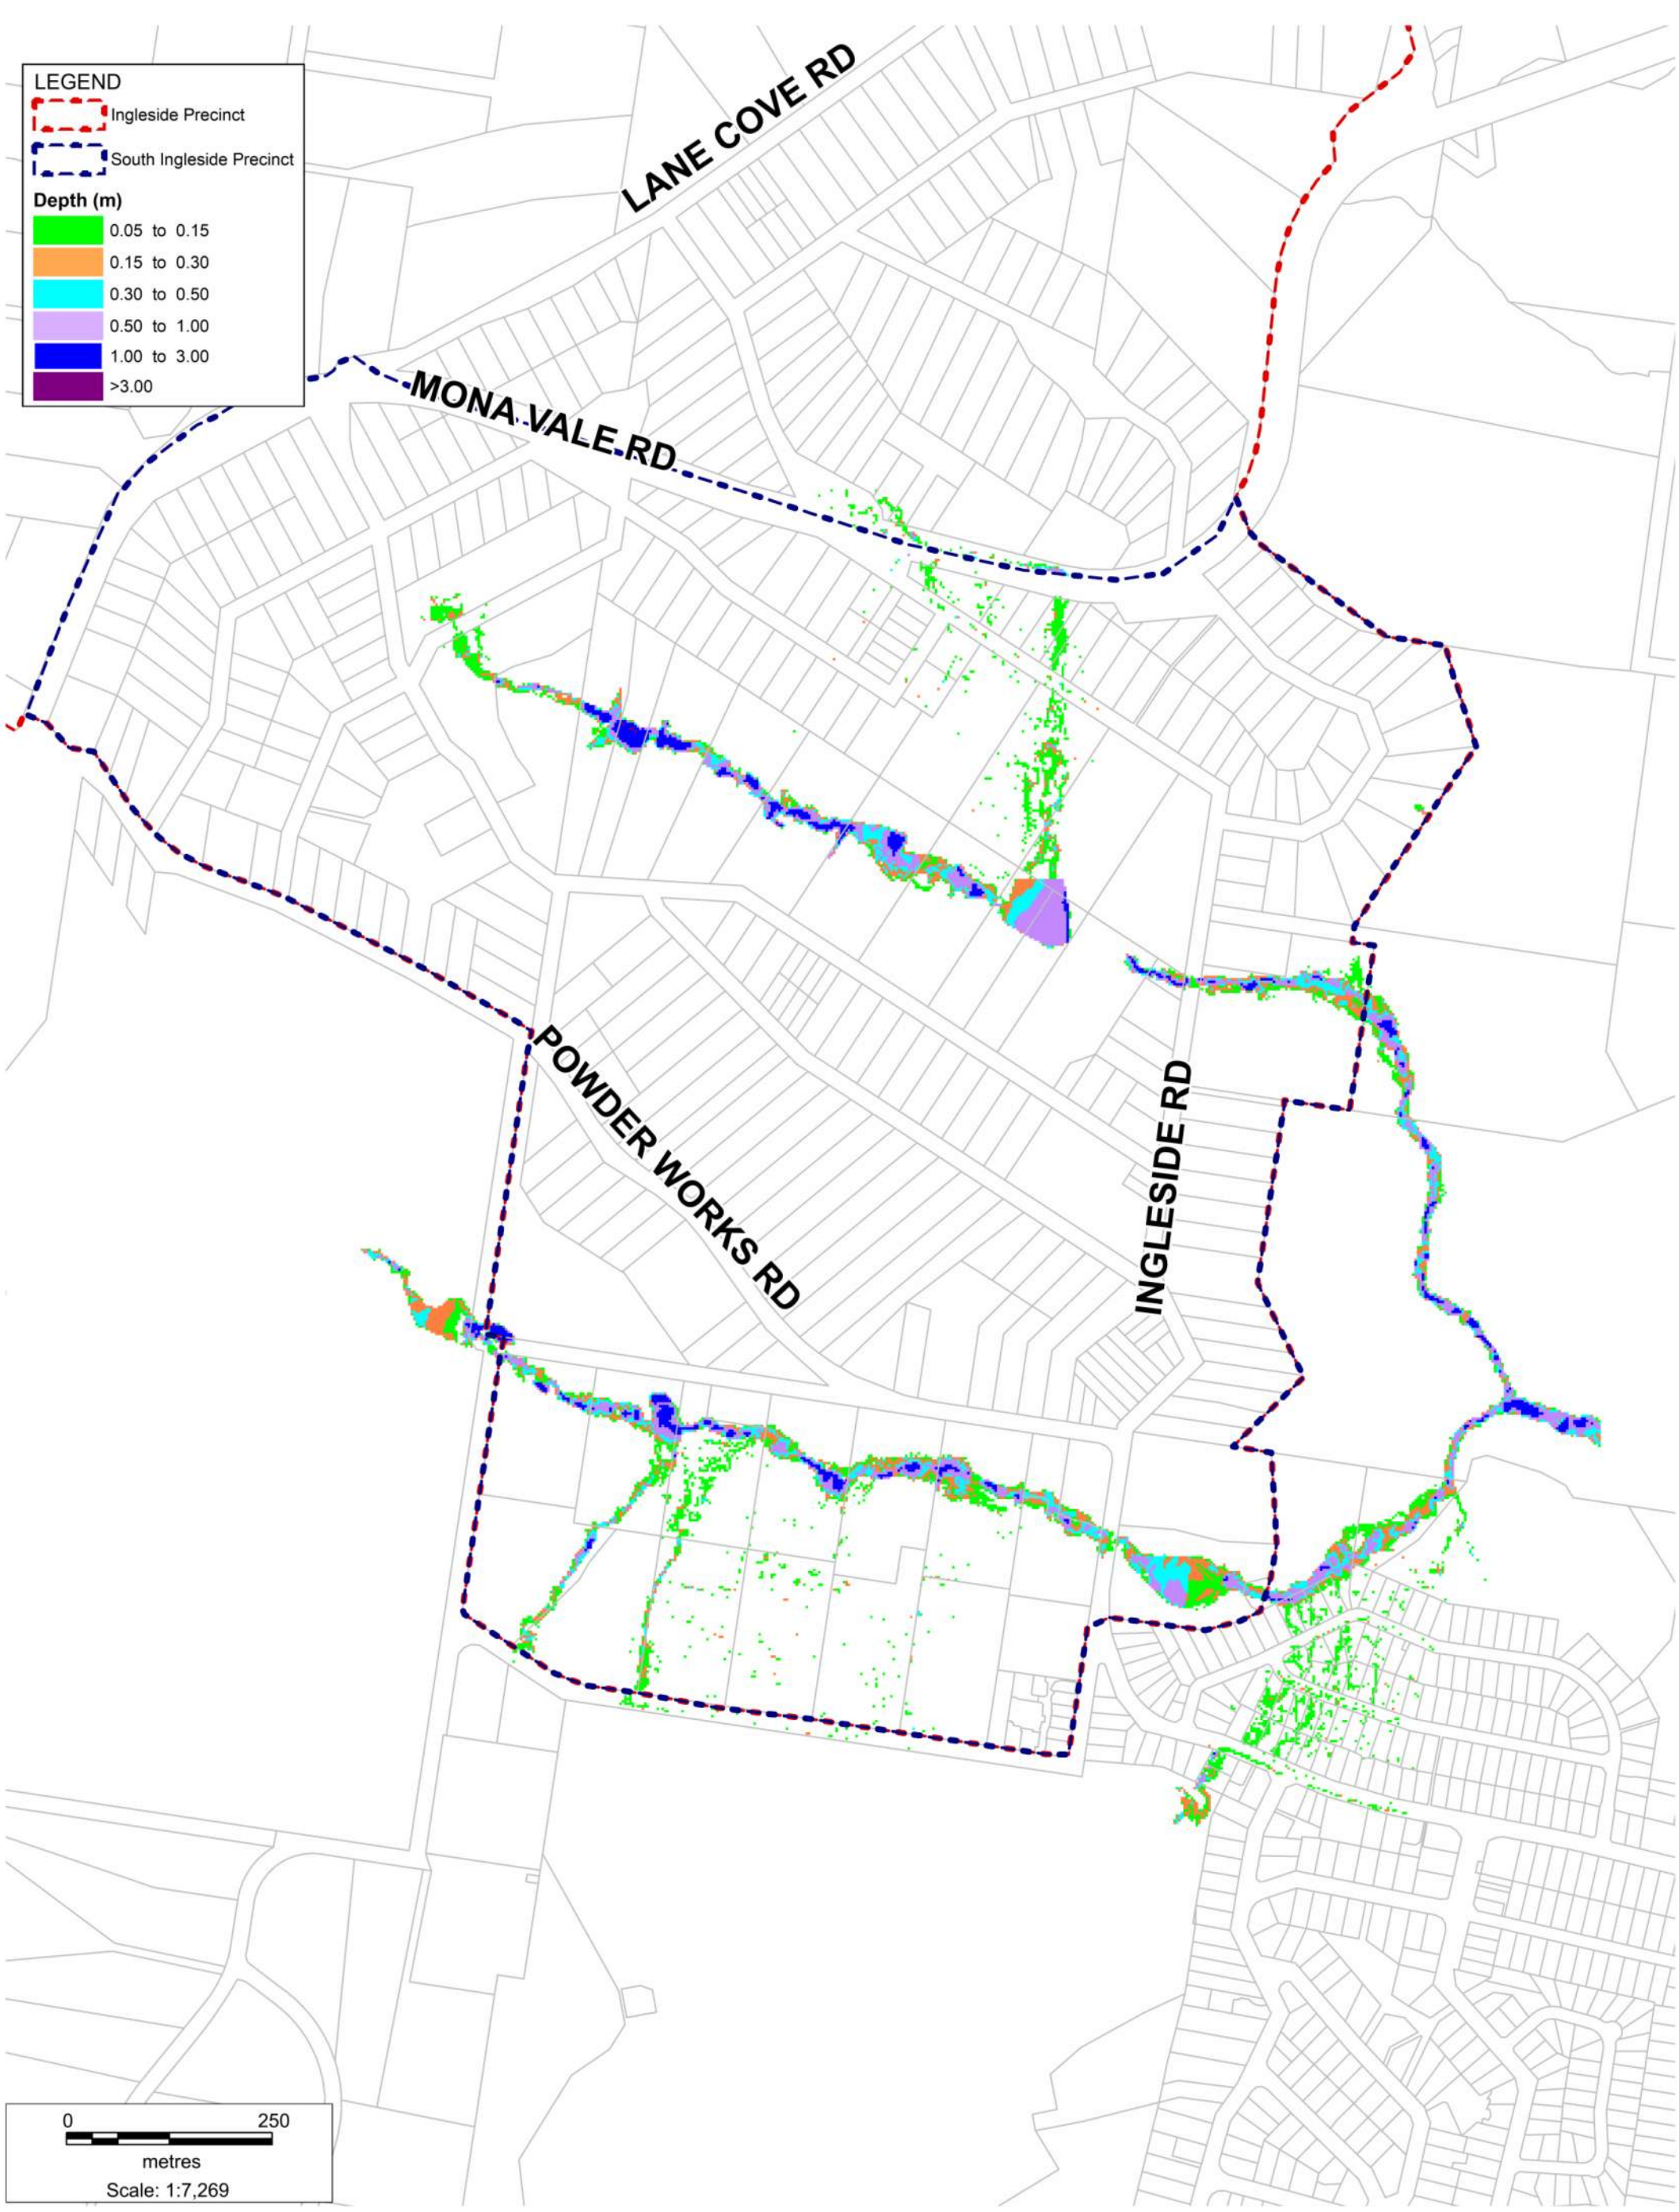 LEGEND
Ingleside Precinct
South Ingleside Precinct
Depth (m)
0.05 to 0.15
0.15 to 0.30
0.30 to 0.50
0.50 to 1.00
1.00 to 3.00
>3.00
LANE COVE RD
MONA VALE RD
POWDER WORKS RD
INGLESIDE RD
0 250
metres
Scale: 1:7,269